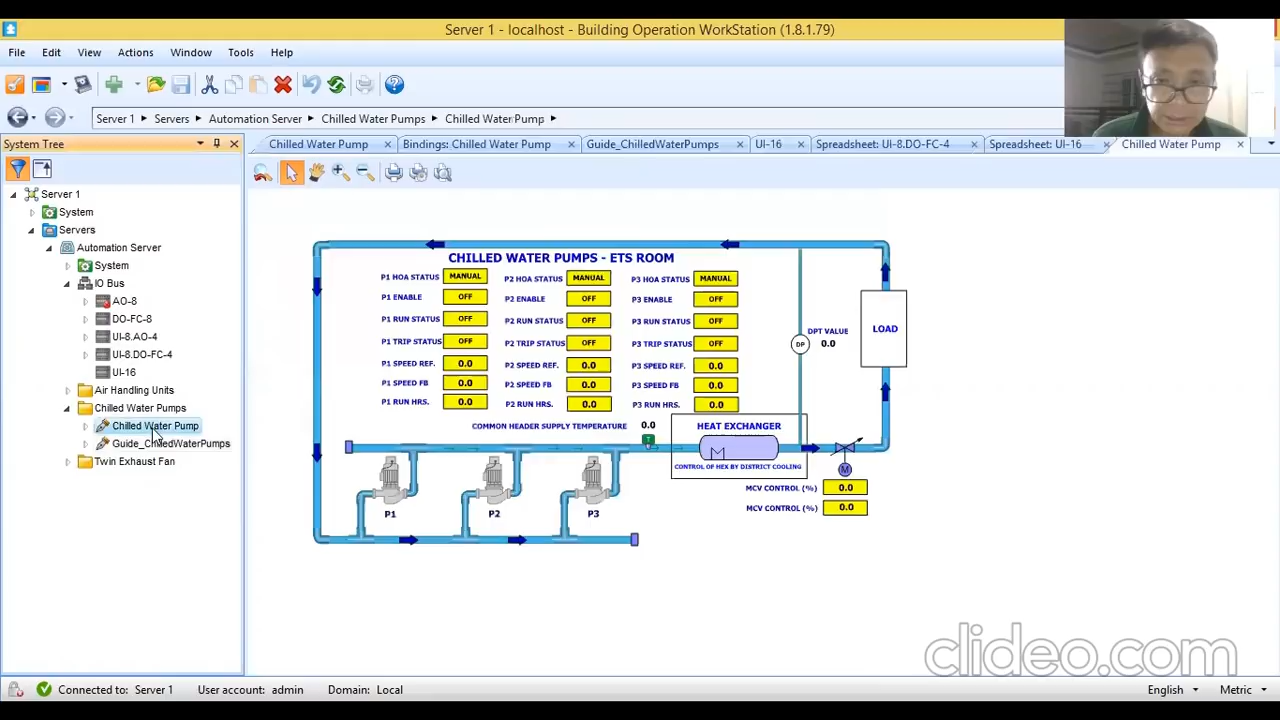 Server 1 - localhost - Building Operation WorkStation (1.8.1.79)
File Edit View Actions Window Tools Help
Server 1 Servers Automation Server Chilled Water Pumps Chilled Water Pump
System Tree
Chilled Water Pump Bindings: Chilled Water Pump Guide_ChilledWaterPumps UI-16 Spreadsheet: UI-8.DO-FC-4 Spreadsheet: UI-16 Chilled Water Pump
Server 1
System
Servers
Automation Server
System
IO Bus
AO-8
DO-FC-8
UI-8.AO-4
UI-8.DO-FC-4
UI-16
Air Handling Units
Chilled Water Pumps
Chilled Water Pump
Guide_ChilledWaterPumps
Twin Exhaust Fan
CHILLED WATER PUMPS - ETS ROOM
P1 HOA STATUS MANUAL P2 HOA STATUS MANUAL P3 HOA STATUS MANUAL
P1 ENABLE OFF P2 ENABLE OFF P3 ENABLE OFF
P1 RUN STATUS OFF P2 RUN STATUS OFF P3 RUN STATUS OFF
P1 TRIP STATUS OFF P2 TRIP STATUS OFF P3 TRIP STATUS OFF
P1 SPEED REF. 0.0 P2 SPEED REF. 0.0 P3 SPEED REF. 0.0
P1 SPEED FB 0.0 P2 SPEED FB 0.0 P3 SPEED FB 0.0
P1 RUN HRS. 0.0 P2 RUN HRS. 0.0 P3 RUN HRS. 0.0
DPT VALUE
DP 0.0
LOAD
COMMON HEADER SUPPLY TEMPERATURE 0.0
T
HEAT EXCHANGER
CONTROL OF HEX BY DISTRICT COOLING
M
MCV CONTROL (%) 0.0
MCV CONTROL (%) 0.0
P1 P2 P3
clideo.com
Connected to: Server 1 User account: admin Domain: Local English Metric